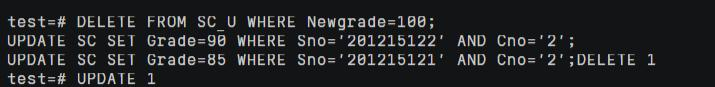 test=# DELETE FROM SC_U WHERE Newgrade=100;
UPDATE SC SET Grade=90 WHERE Sno='201215122' AND Cno='2';
UPDATE SC SET Grade=85 WHERE Sno='201215121' AND Cno='2';DELETE 1
test=# UPDATE 1